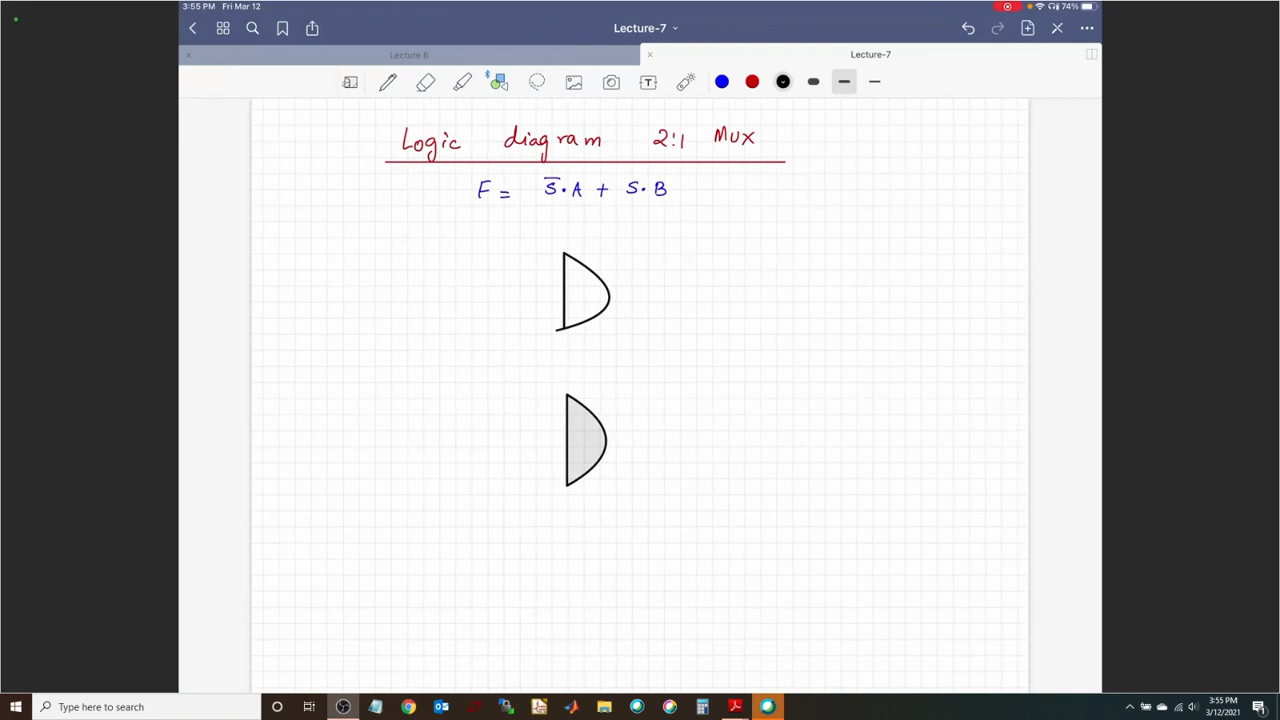 3:55 PM Fri Mar 12
74%
Lecture-7
Lecture 6
Lecture-7
T
Logic diagram 2:1 Mux
F = S̅·A + S·B
Type here to search
3:55 PM
3/12/2021
1